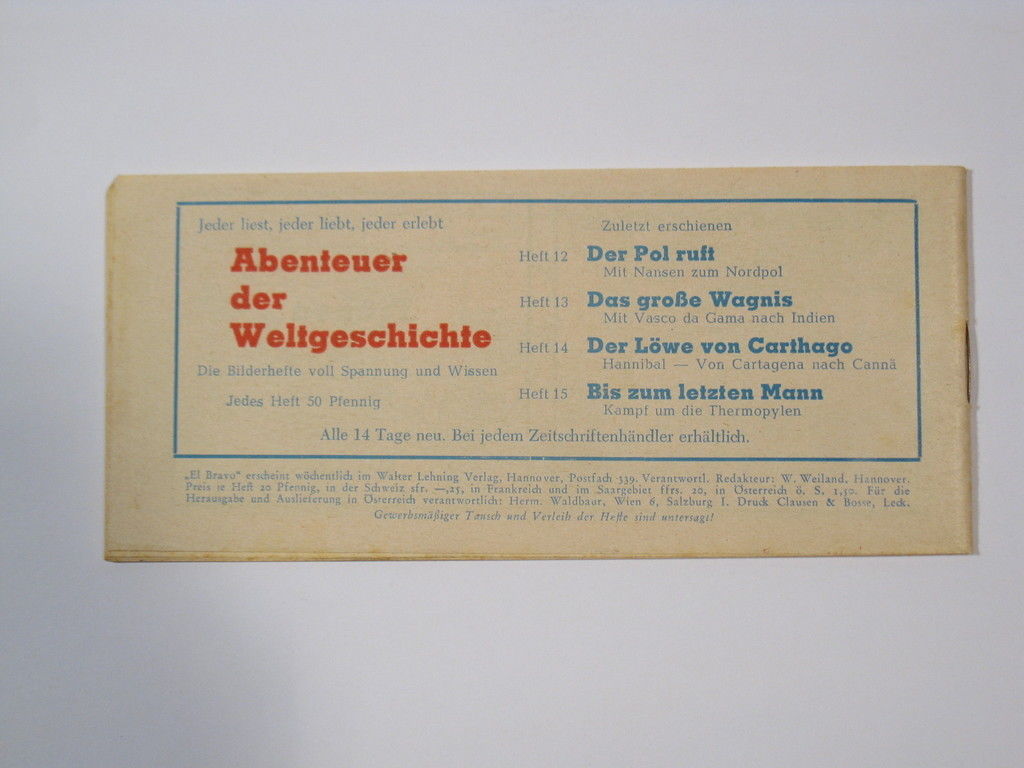 Jeder liest, jeder liebt, jeder erlebt
Abenteuer
der
Weltgeschichte
Die Bilderhefte voll Spannung und Wissen
Jedes Heft 50 Pfennig
Zuletzt erschienen
Heft 12 Der Pol ruft
Mit Nansen zum Nordpol
Heft 13 Das große Wagnis
Mit Vasco da Gama nach Indien
Heft 14 Der Löwe von Carthago
Hannibal — Von Cartagena nach Cannä
Heft 15 Bis zum letzten Mann
Kampf um die Thermopylen
Alle 14 Tage neu. Bei jedem Zeitschriftenhändler erhältlich.
„El Bravo“ erscheint wöchentlich im Walter Lehning Verlag, Hannover, Postfach 539. Verantwortl. Redakteur: W. Weiland, Hannover.
Preis je Heft 20 Pfennig, in der Schweiz sfr. —,25, in Frankreich und im Saargebiet ffrs. 20, in Österreich ö. S. 1,50. Für die
Herausgabe und Auslieferung in Österreich verantwortlich: Herm. Waldbaur, Wien 6, Salzburg I. Druck Clausen & Bosse, Leck.
Gewerbsmäßiger Tausch und Verleih der Hefte sind untersagt!